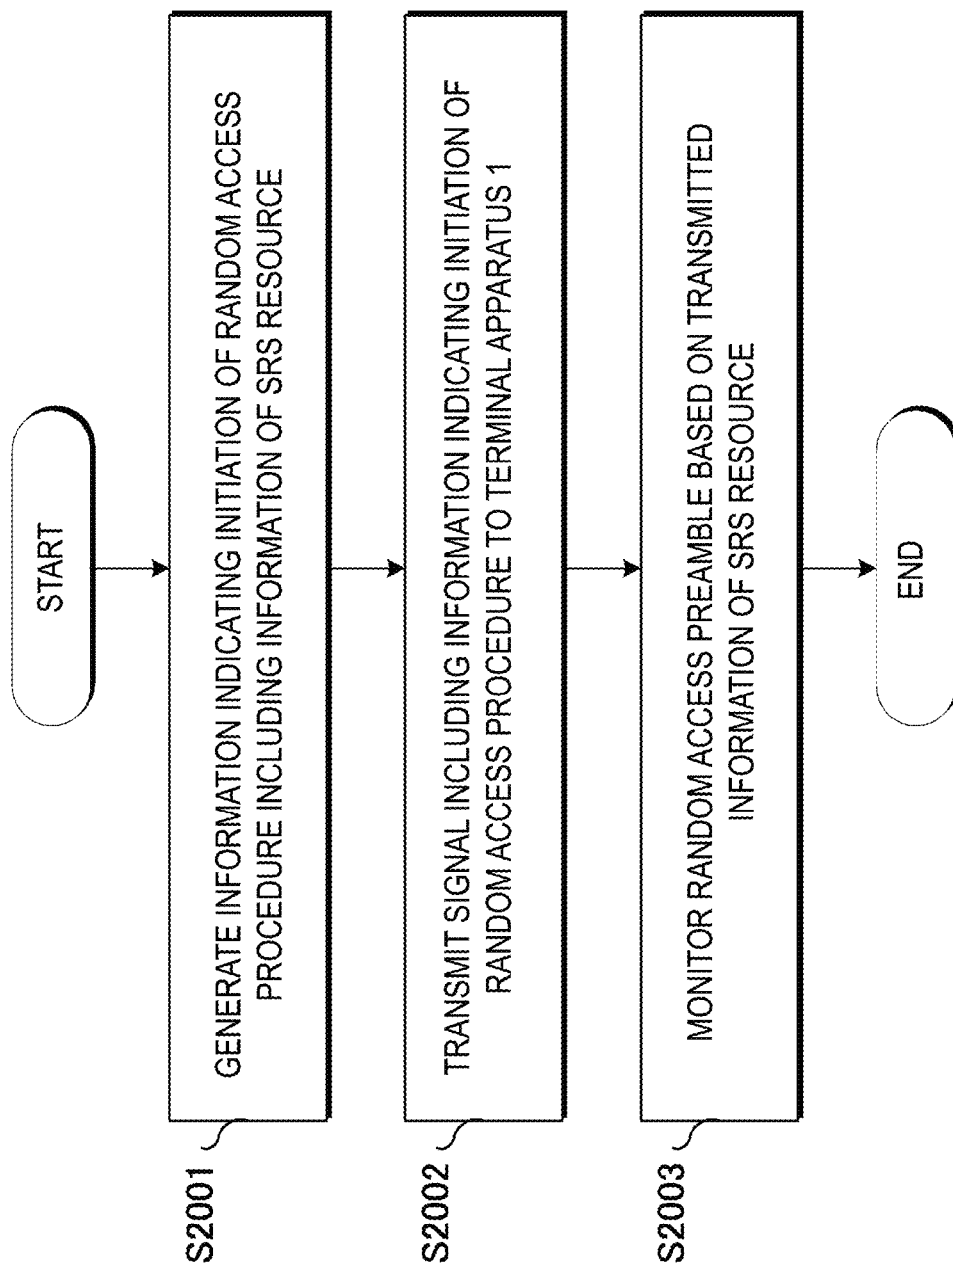 START
S2001
GENERATE INFORMATION INDICATING INITIATION OF RANDOM ACCESS
PROCEDURE INCLUDING INFORMATION OF SRS RESOURCE
S2002
TRANSMIT SIGNAL INCLUDING INFORMATION INDICATING INITIATION OF
RANDOM ACCESS PROCEDURE TO TERMINAL APPARATUS 1
S2003
MONITOR RANDOM ACCESS PREAMBLE BASED ON TRANSMITTED
INFORMATION OF SRS RESOURCE
END